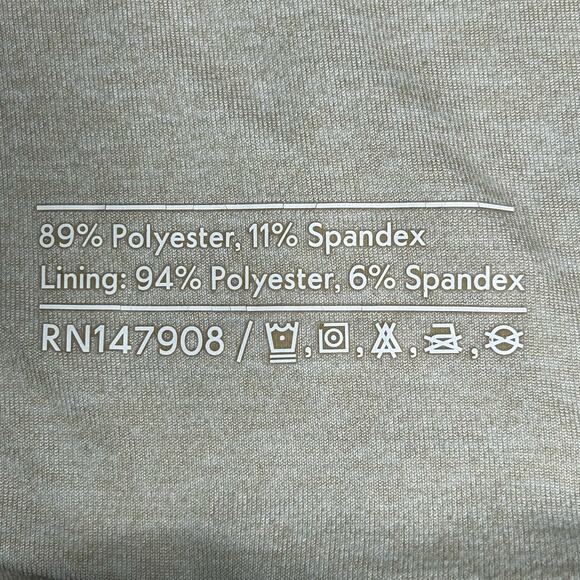 89% Polyester, 11% Spandex
Lining: 94% Polyester, 6% Spandex
RN147908 / , , , ,